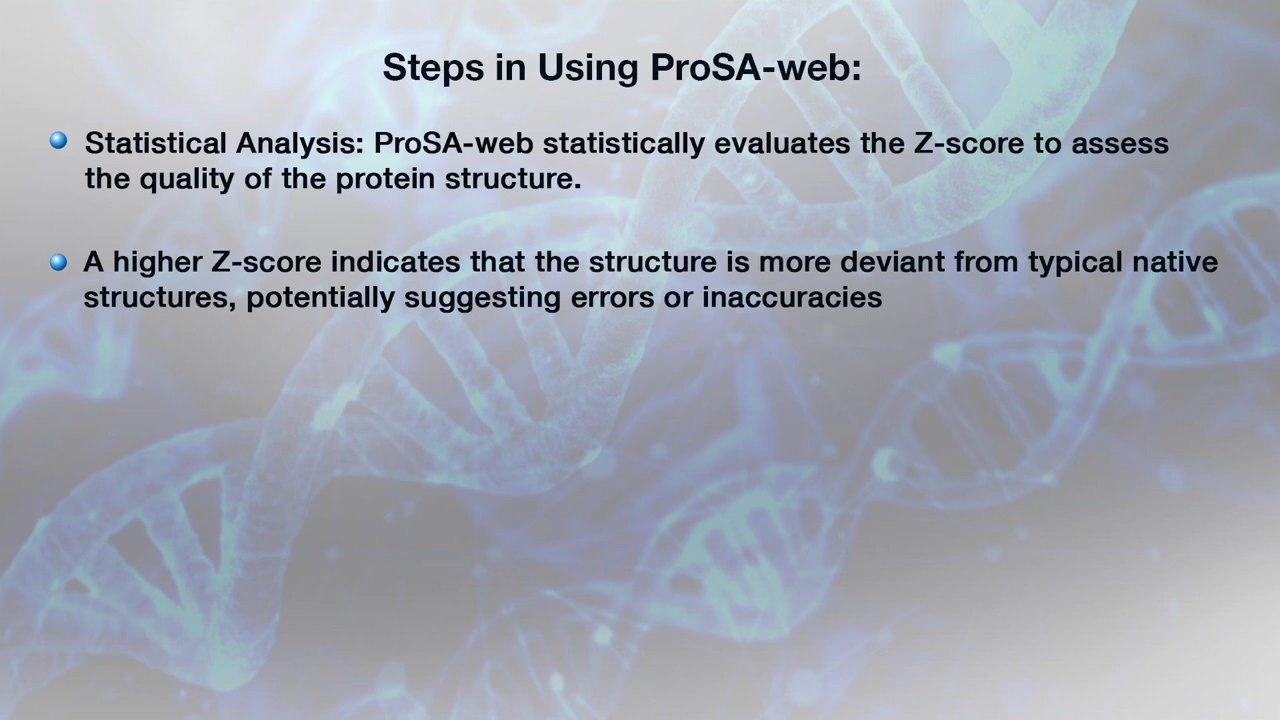 Steps in Using ProSA-web:
Statistical Analysis: ProSA-web statistically evaluates the Z-score to assess
the quality of the protein structure.
A higher Z-score indicates that the structure is more deviant from typical native
structures, potentially suggesting errors or inaccuracies